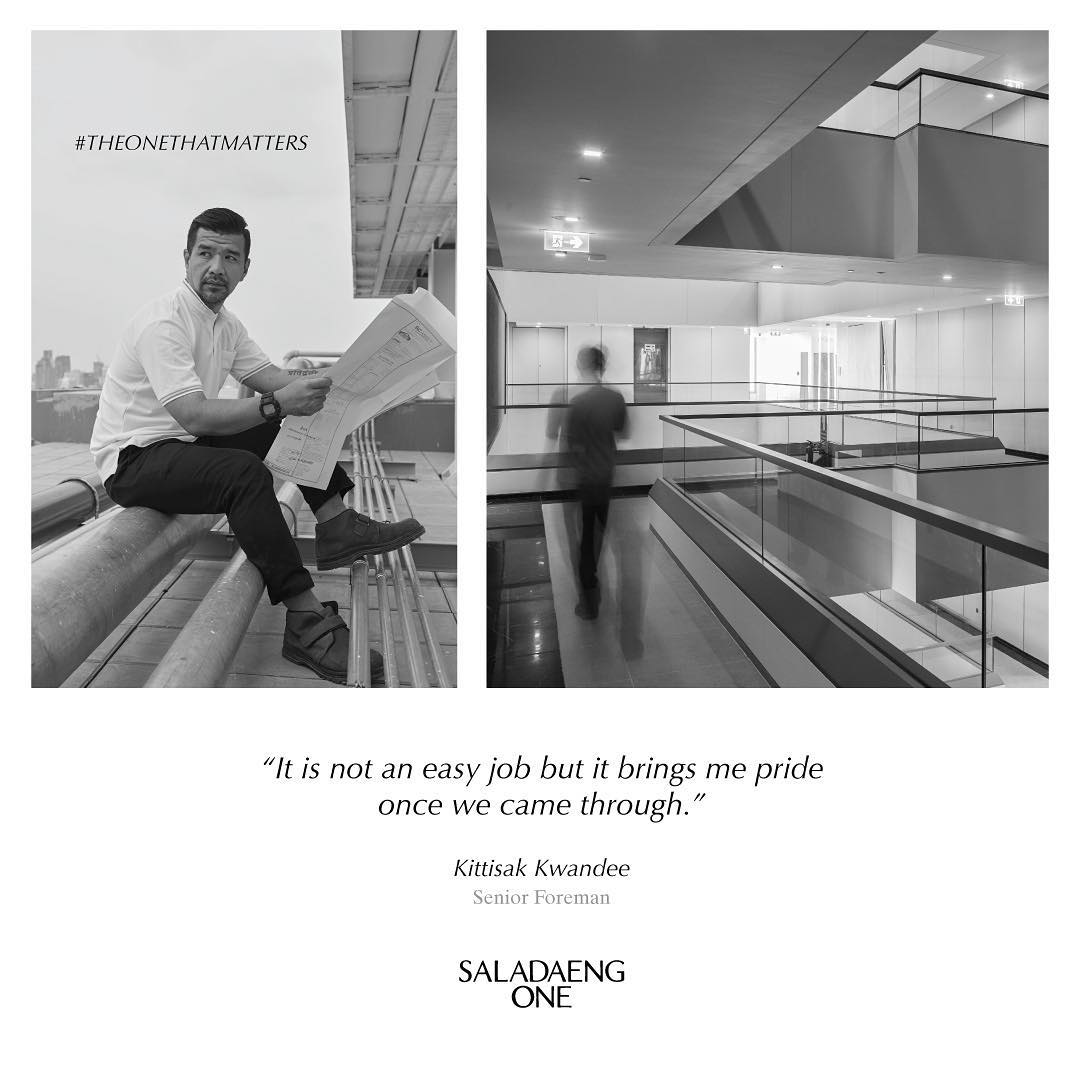 #THEONETHATMATTERS
“It is not an easy job but it brings me pride
once we came through.”
Kittisak Kwandee
Senior Foreman
SALADAENG
ONE